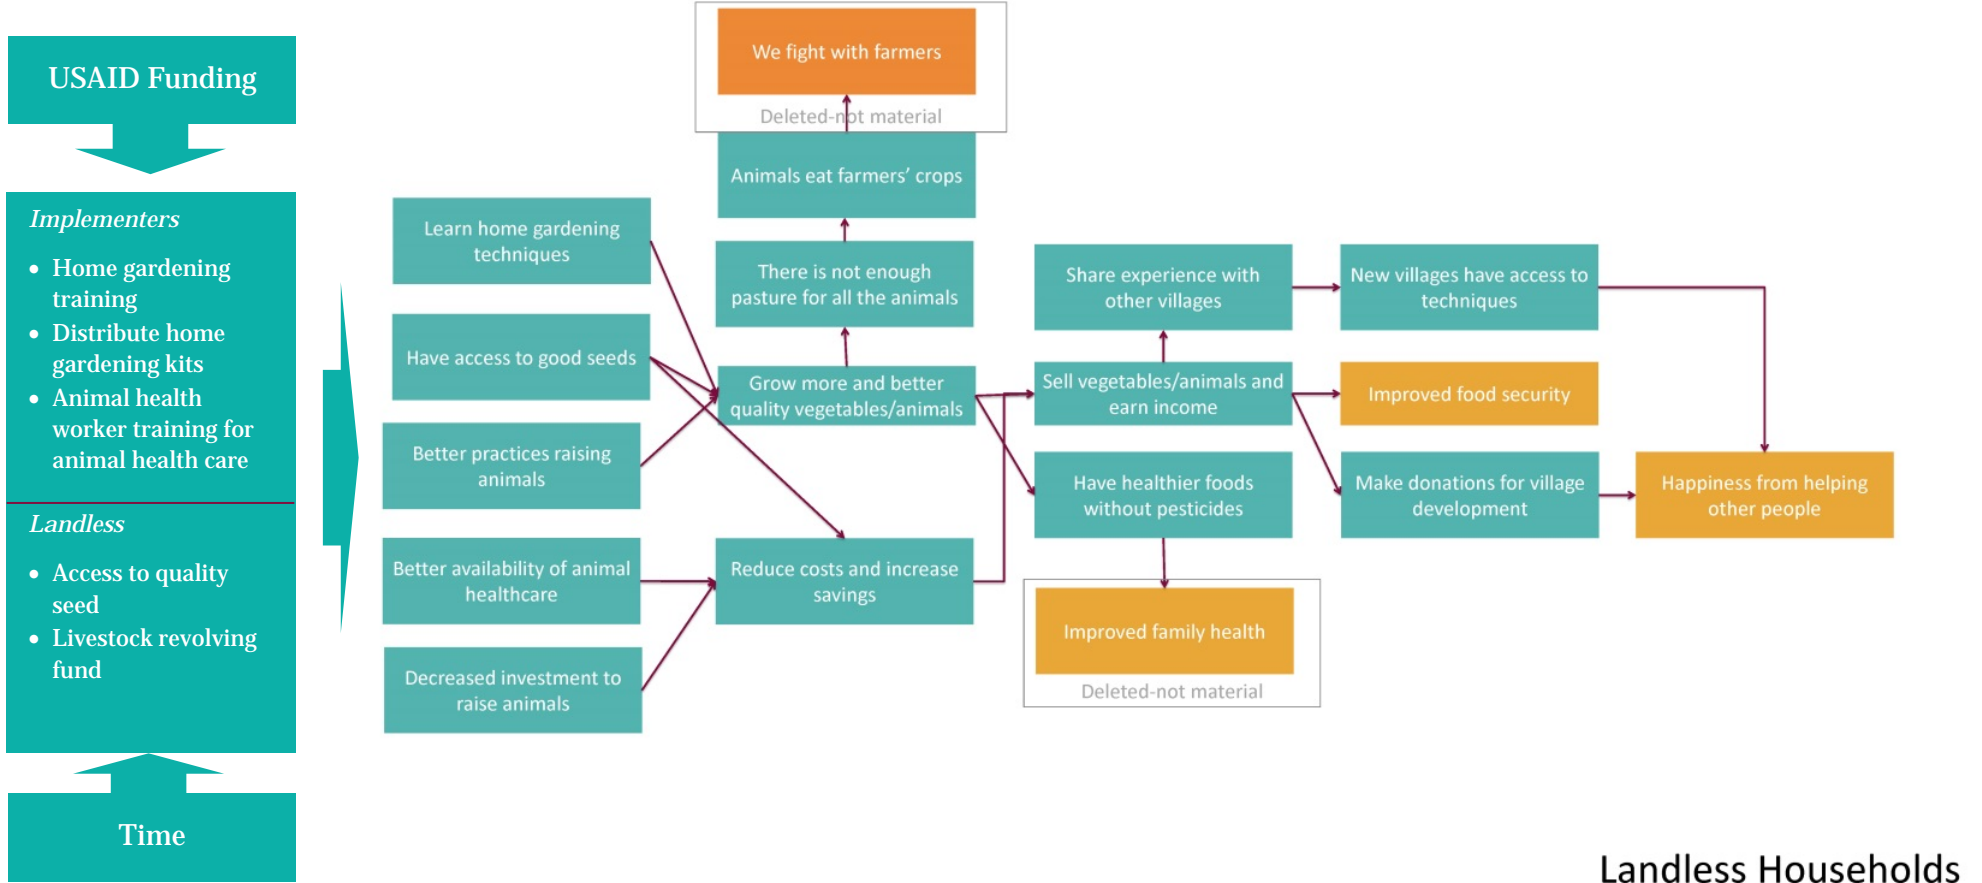 USAID Funding
Implementers
• Home gardening
training
• Distribute home
gardening kits
• Animal health
worker training for
animal health care
Landless
• Access to quality
seed
• Livestock revolving
fund
Time
Learn home gardening
techniques
Have access to good seeds
Better practices raising
animals
Better availability of animal
healthcare
Decreased investment to
raise animals
We fight with farmers
Deleted-not material
Animals eat farmers’ crops
There is not enough
pasture for all the animals
Grow more and better
quality vegetables/animals
Reduce costs and increase
savings
Share experience with
other villages
Sell vegetables/animals and
earn income
Have healthier foods
without pesticides
Improved family health
Deleted-not material
New villages have access to
techniques
Improved food security
Make donations for village
development
Happiness from helping
other people
Landless Households